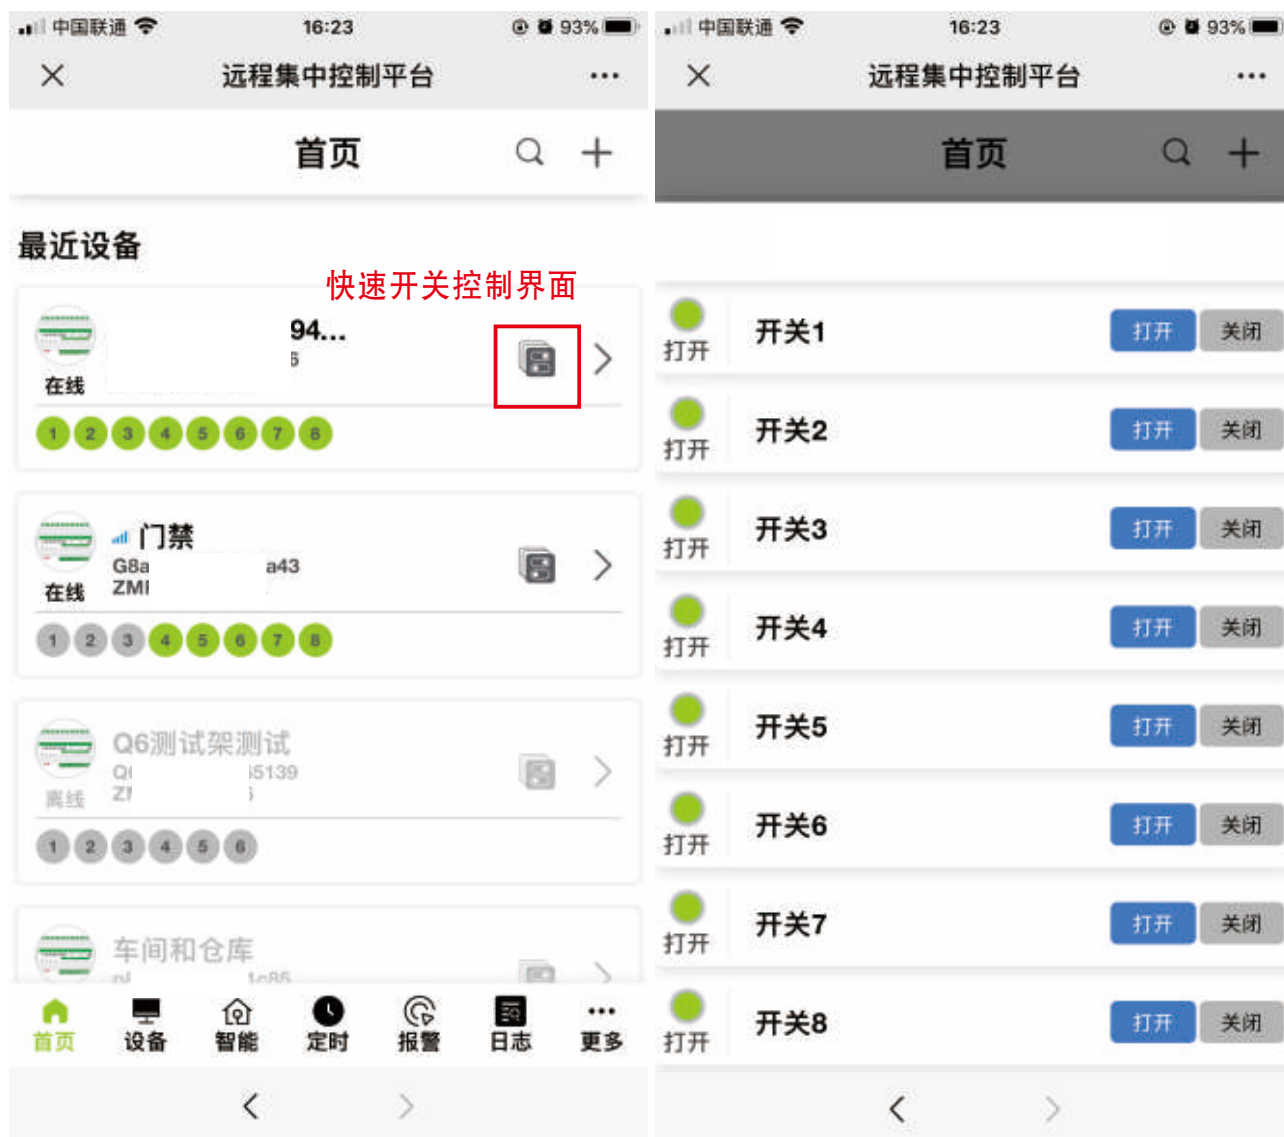 中国联通 16:23 93%
远程集中控制平台
首页
最近设备
快速开关控制界面
94...
6
在线
1 2 3 4 5 6 7 8
门禁
G8a a43
在线
1 2 3 4 5 6 7 8
Q6测试架测试
5139
离线
1 2 3 4 5 6
车间和仓库
首页 设备 智能 定时 报警 日志 更多
中国联通 16:23 93%
远程集中控制平台
首页
打开 开关1 打开 关闭
打开 开关2 打开 关闭
打开 开关3 打开 关闭
打开 开关4 打开 关闭
打开 开关5 打开 关闭
打开 开关6 打开 关闭
打开 开关7 打开 关闭
打开 开关8 打开 关闭